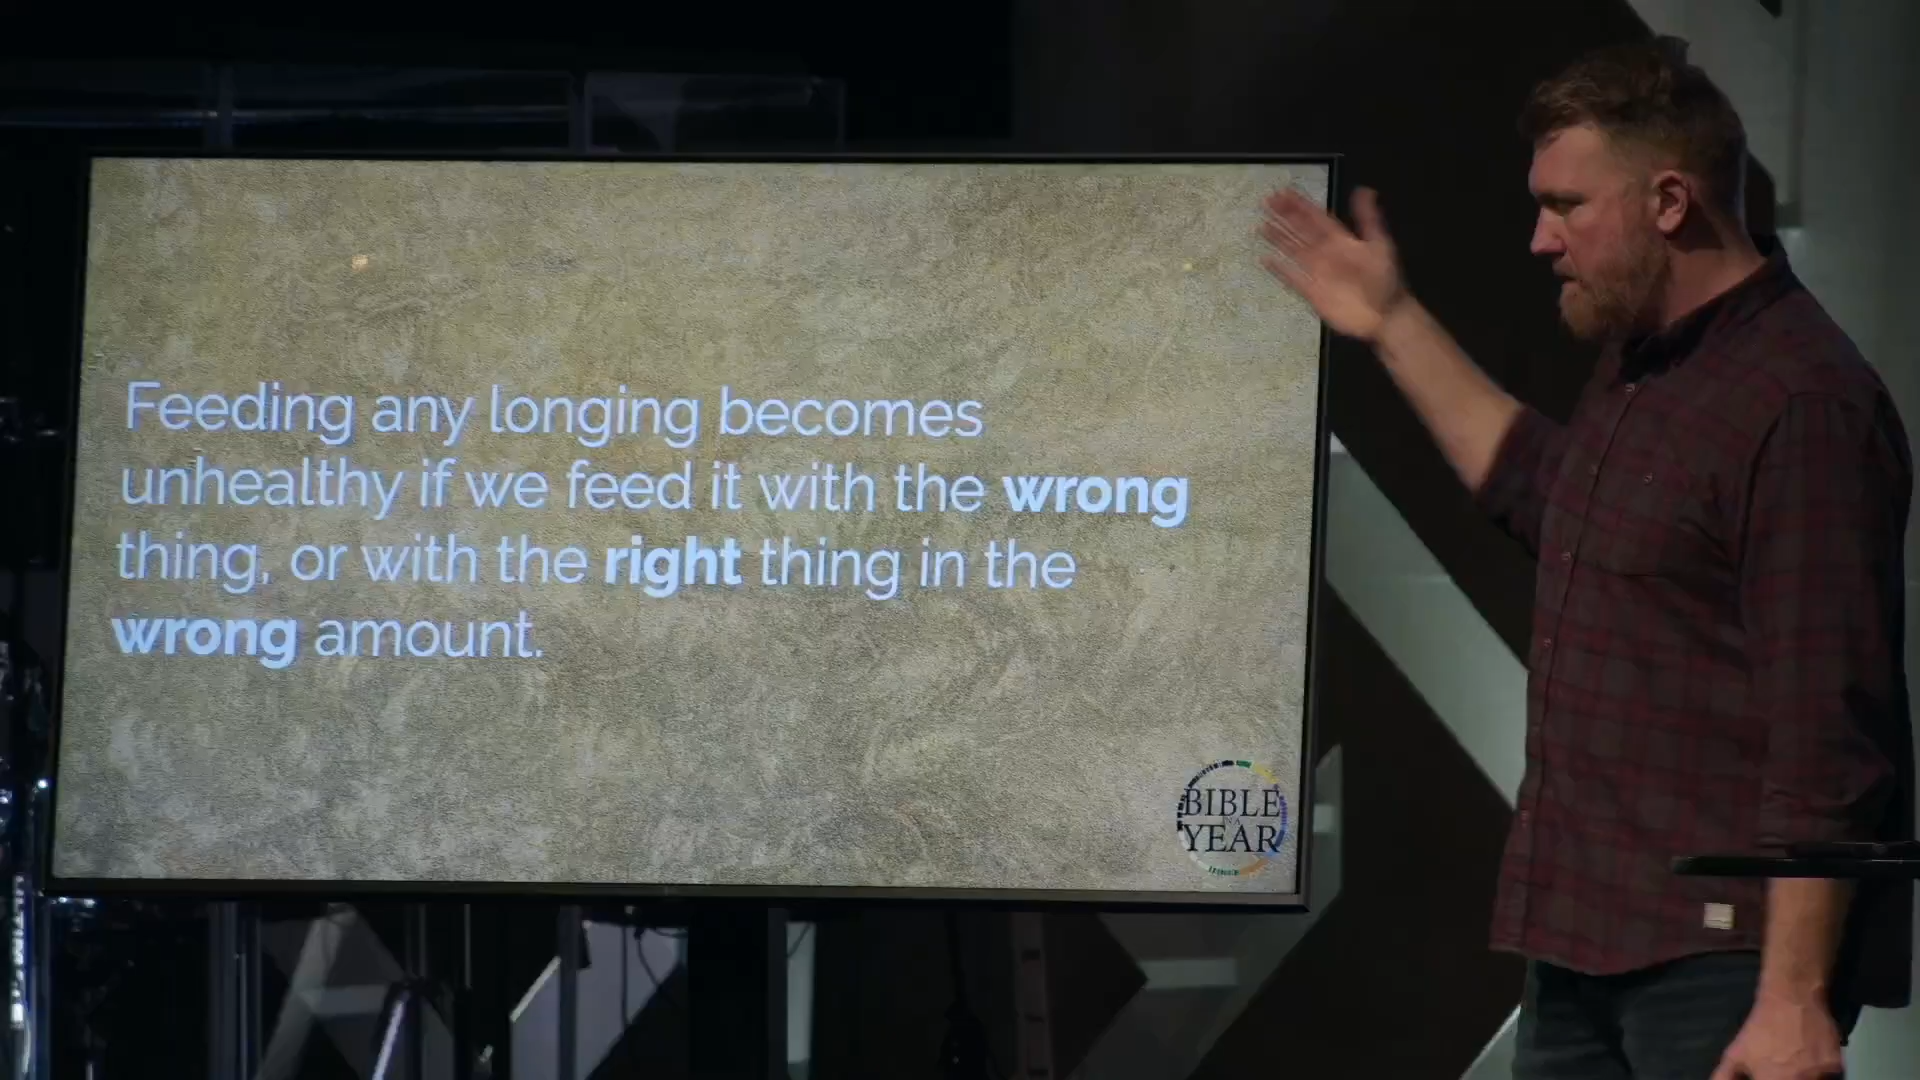 Feeding any longing becomes
unhealthy if we feed it with the wrong
thing, or with the right thing in the
wrong amount.
BIBLE
IN A
YEAR